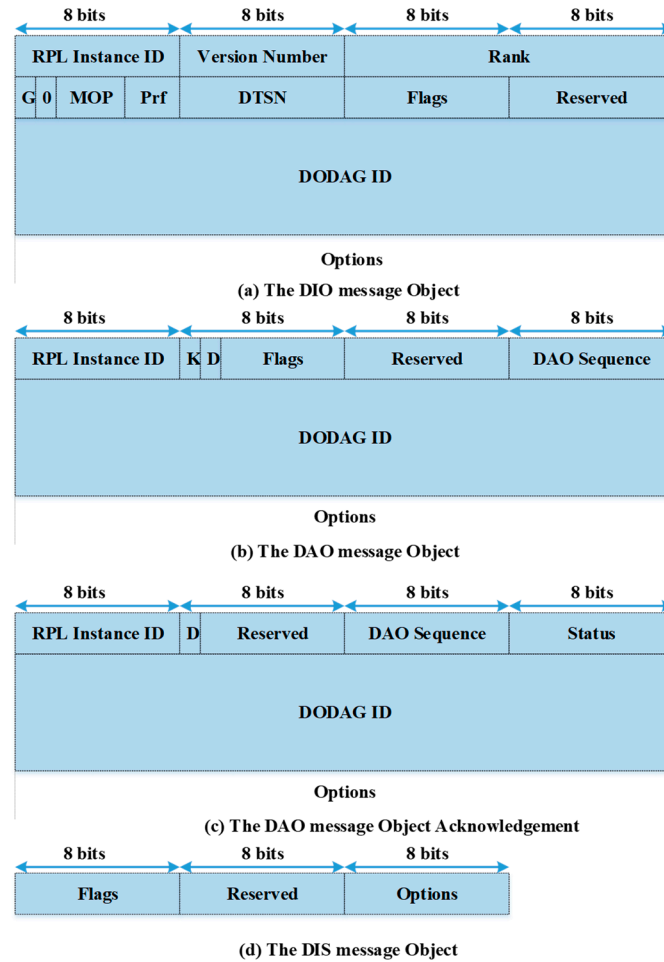 8 bits 8 bits 8 bits 8 bits
RPL Instance ID Version Number Rank
G 0 MOP Prf DTSN Flags Reserved
DODAG ID
Options
(a) The DIO message Object
8 bits 8 bits 8 bits 8 bits
RPL Instance ID K D Flags Reserved DAO Sequence
DODAG ID
Options
(b) The DAO message Object
8 bits 8 bits 8 bits 8 bits
RPL Instance ID D Reserved DAO Sequence Status
DODAG ID
Options
(c) The DAO message Object Acknowledgement
8 bits 8 bits 8 bits
Flags Reserved Options
(d) The DIS message Object